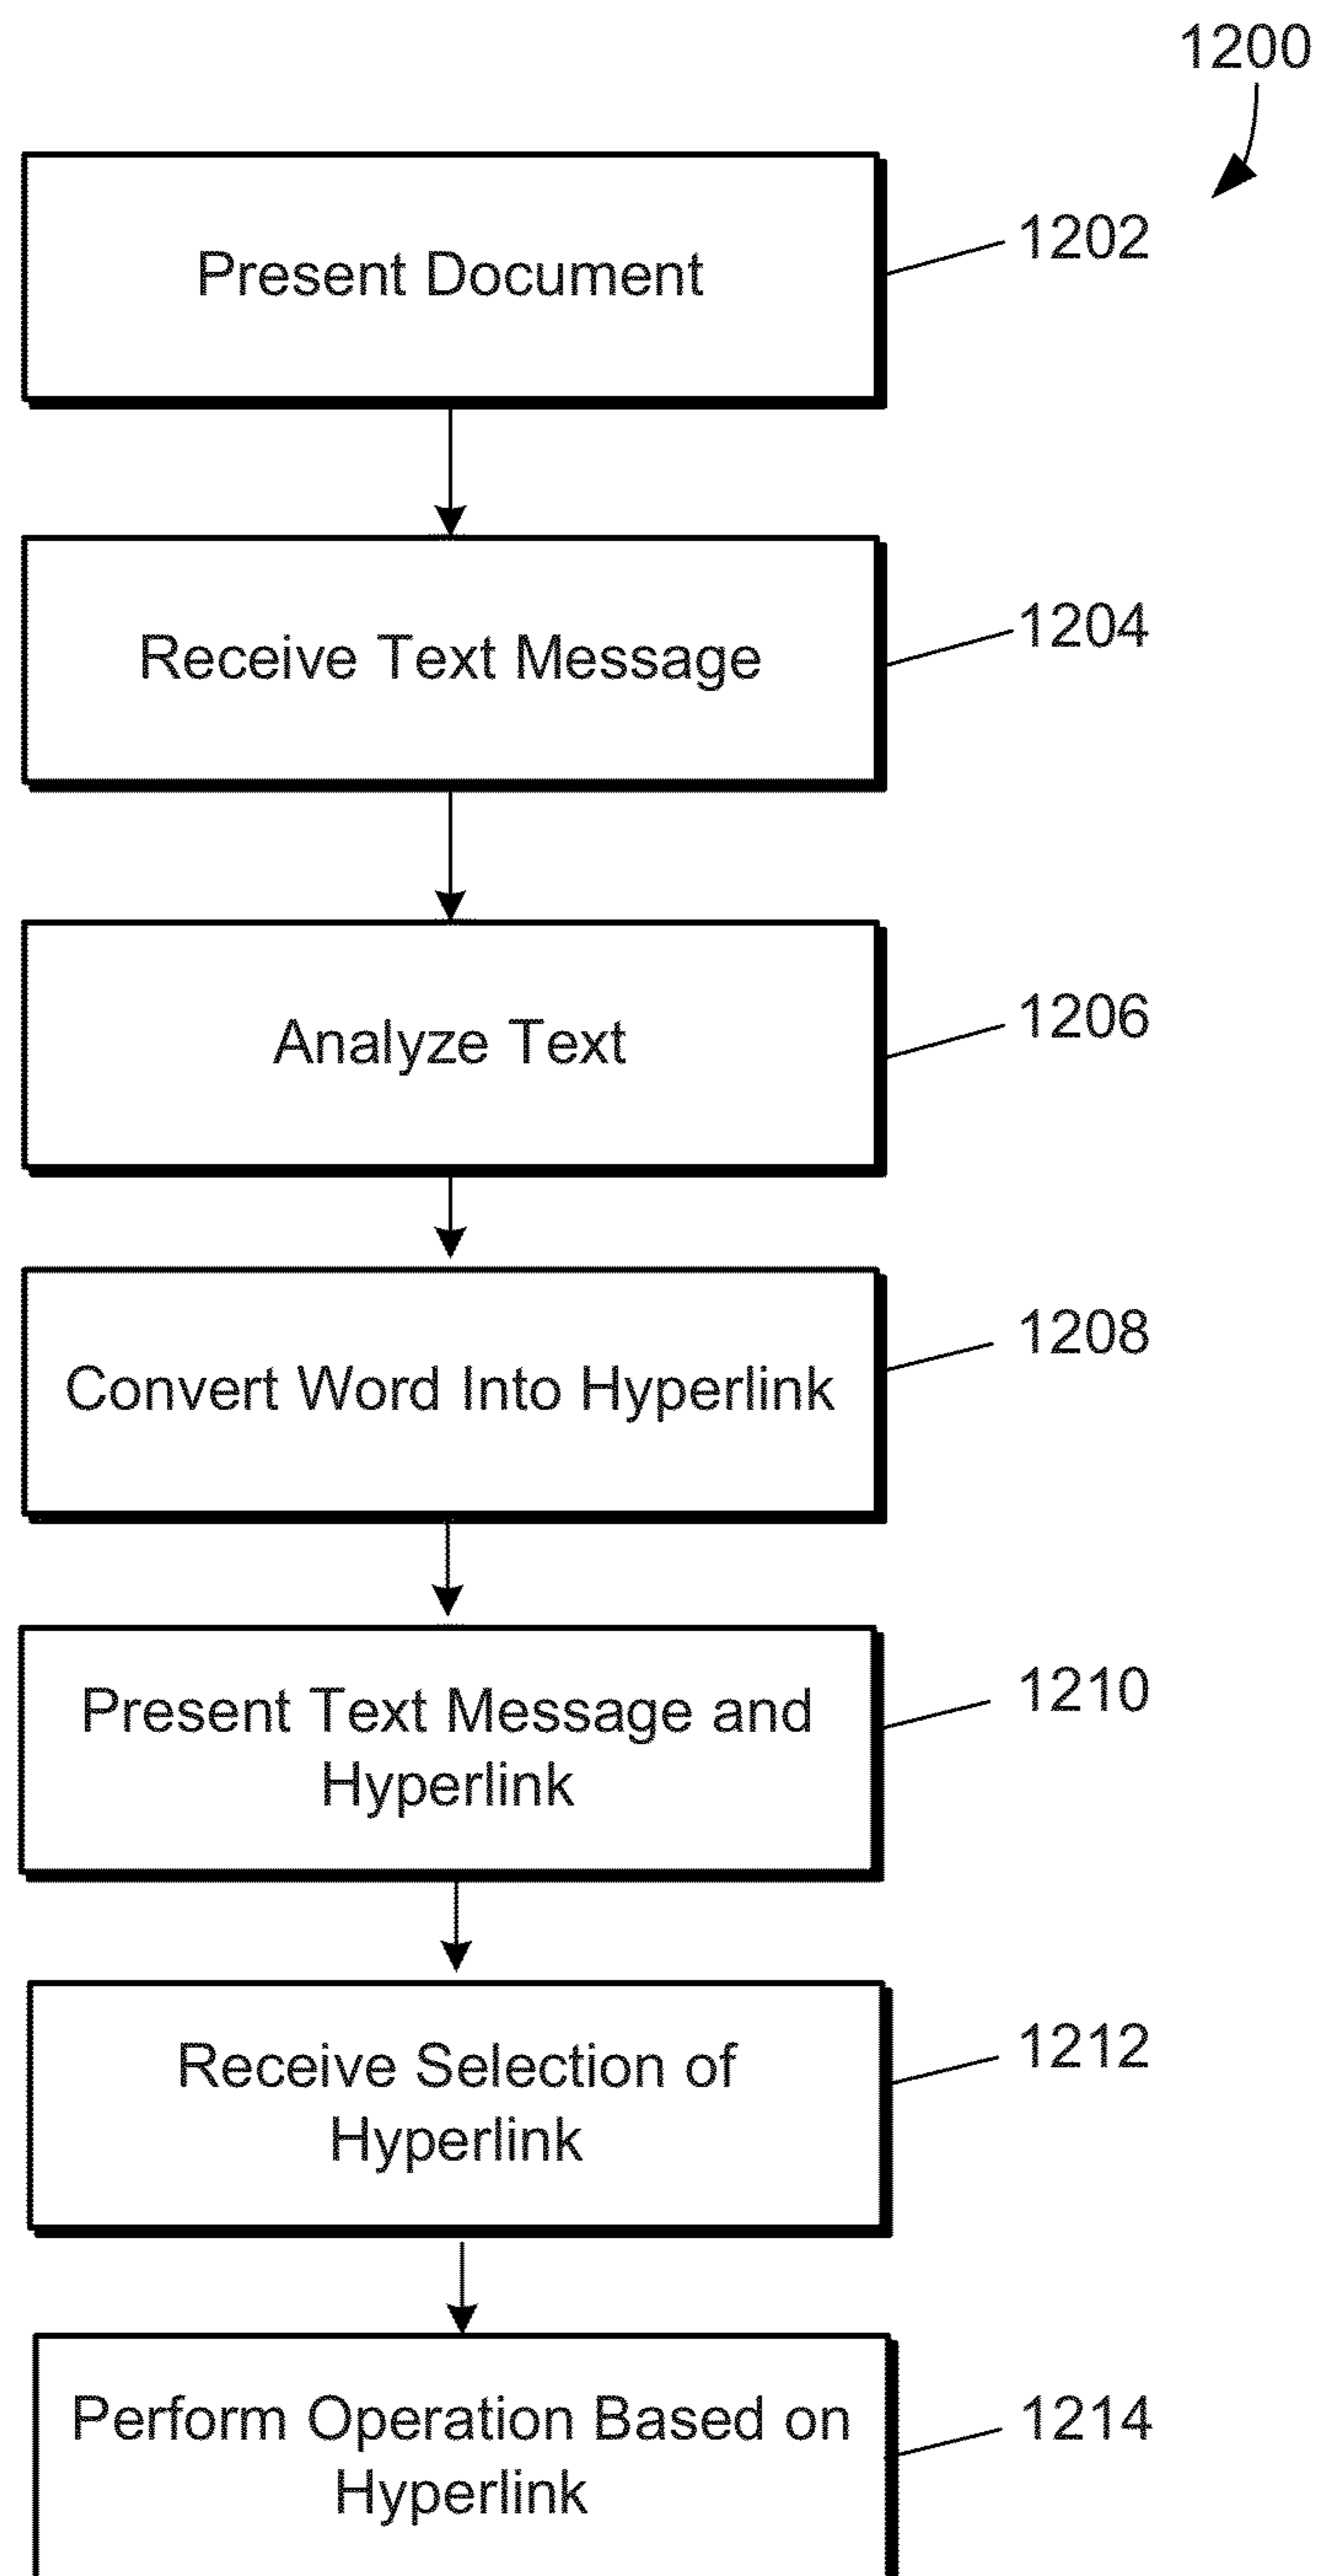 1200
Present Document
1202
Receive Text Message
1204
Analyze Text
1206
Convert Word Into Hyperlink
1208
Present Text Message and
Hyperlink
1210
Receive Selection of
Hyperlink
1212
Perform Operation Based on
Hyperlink
1214